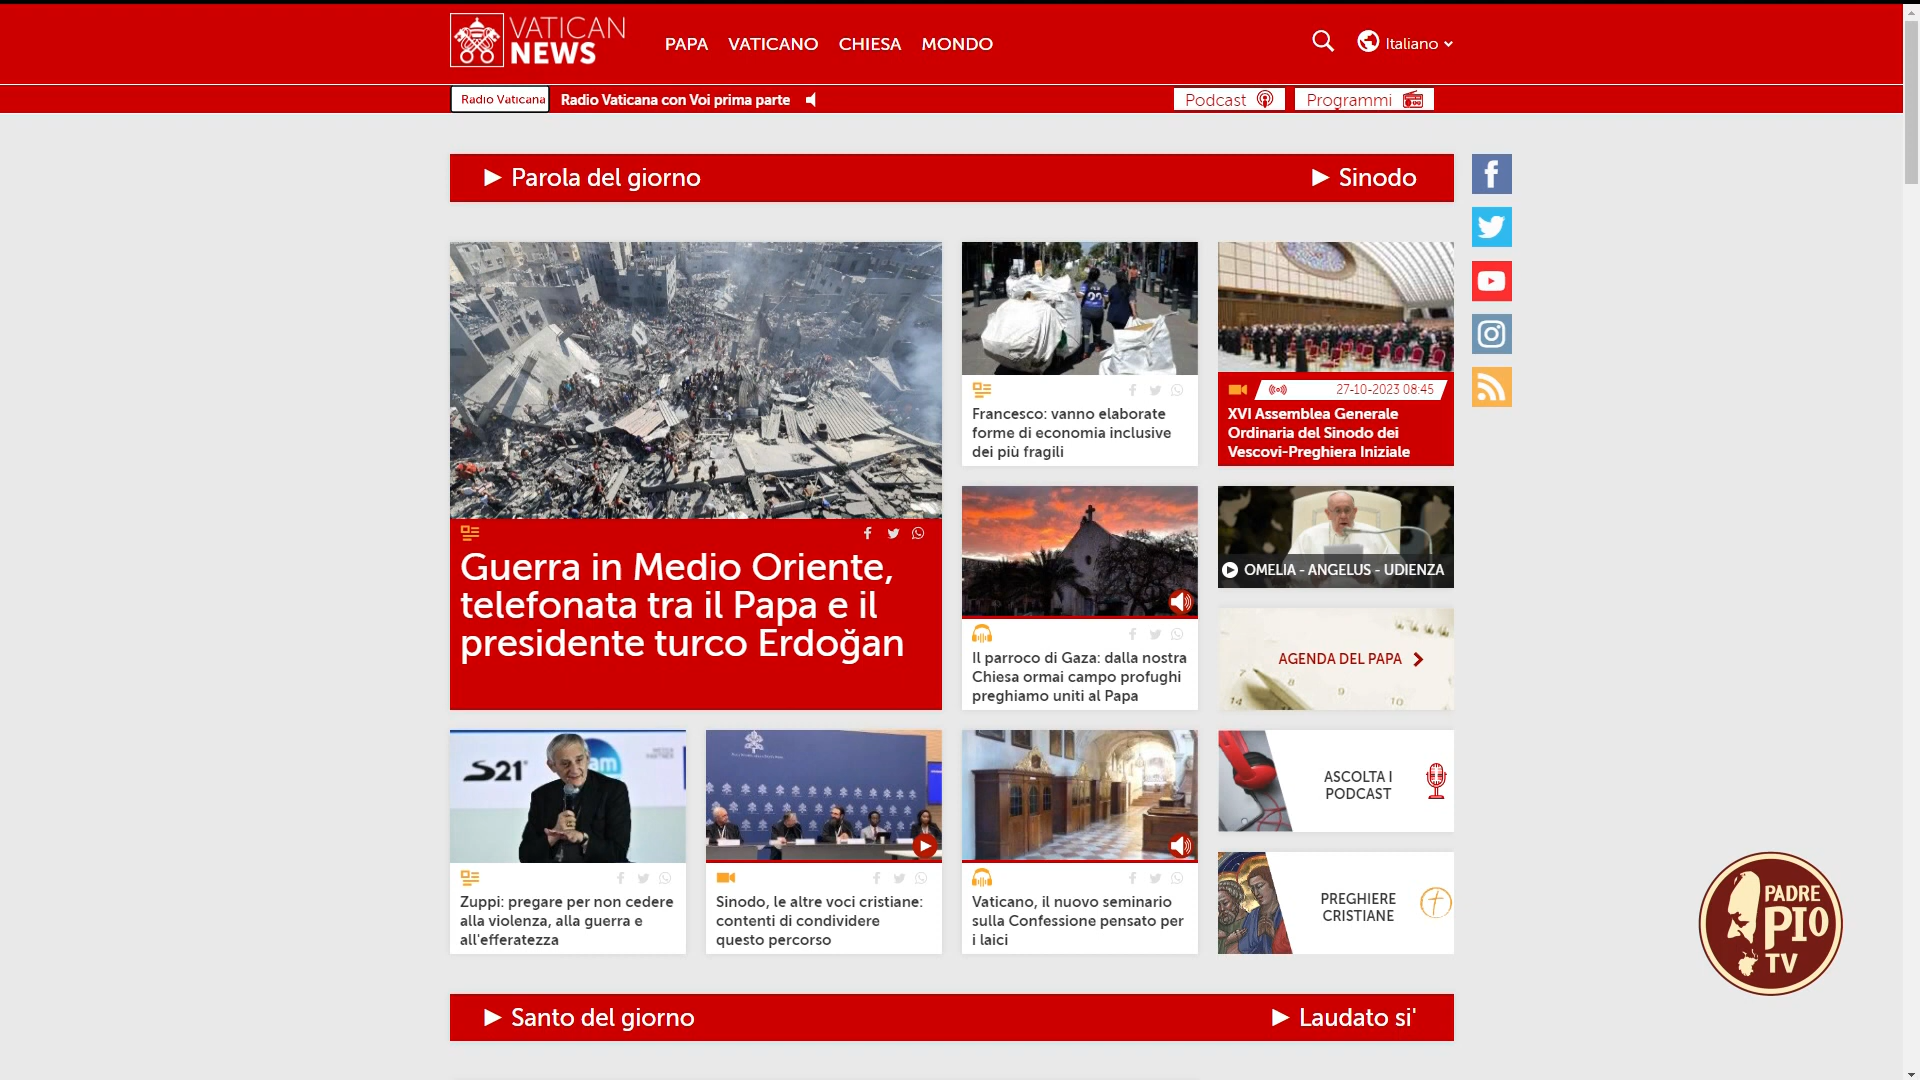 VATICAN
NEWS
PAPA VATICANO CHIESA MONDO
Italiano
Radio Vaticana Radio Vaticana con Voi prima parte
Podcast Programmi
Parola del giorno
Sinodo
Guerra in Medio Oriente,
telefonata tra il Papa e il
presidente turco Erdoğan
Francesco: vanno elaborate
forme di economia inclusive
dei più fragili
27-10-2023 08:45
XVI Assemblea Generale
Ordinaria del Sinodo dei
Vescovi-Preghiera Iniziale
Il parroco di Gaza: dalla nostra
Chiesa ormai campo profughi
preghiamo uniti al Papa
OMELIA - ANGELUS - UDIENZA
AGENDA DEL PAPA
14 7 8 9 10
S21
am
Zuppi: pregare per non cedere
alla violenza, alla guerra e
all'efferatezza
Sinodo, le altre voci cristiane:
contenti di condividere
questo percorso
Vaticano, il nuovo seminario
sulla Confessione pensato per
i laici
ASCOLTA I
PODCAST
PREGHIERE
CRISTIANE
PADRE
PIO
TV
Santo del giorno
Laudato si'